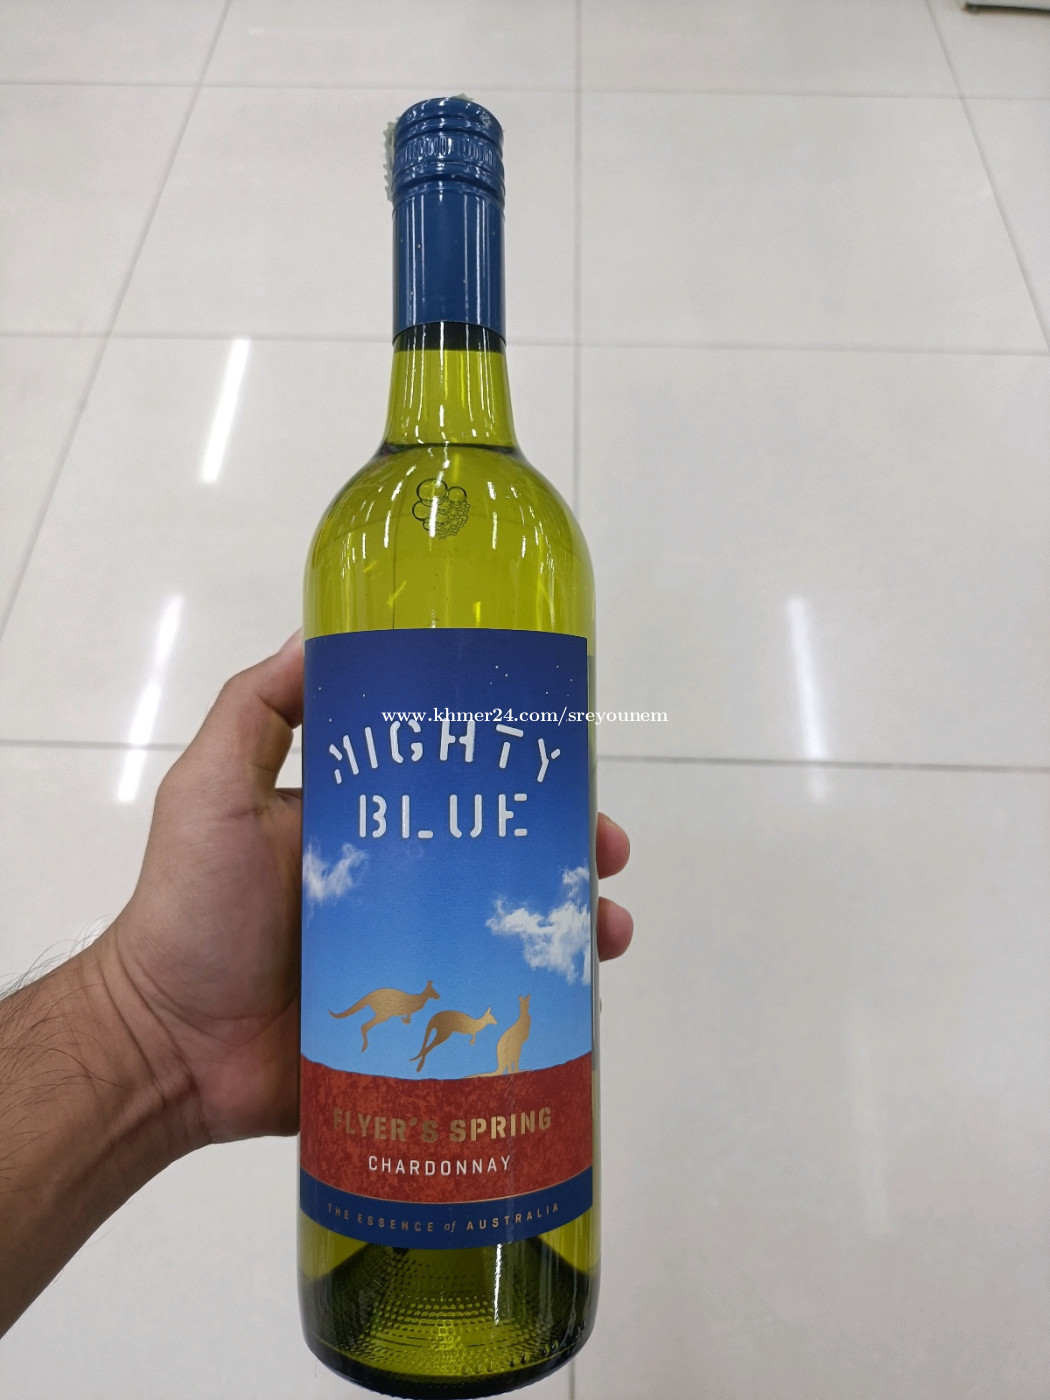 www.khmer24.com/sreyounem
MIGHTY
BLUE
FLYER'S SPRING
CHARDONNAY
THE ESSENCE of AUSTRALIA